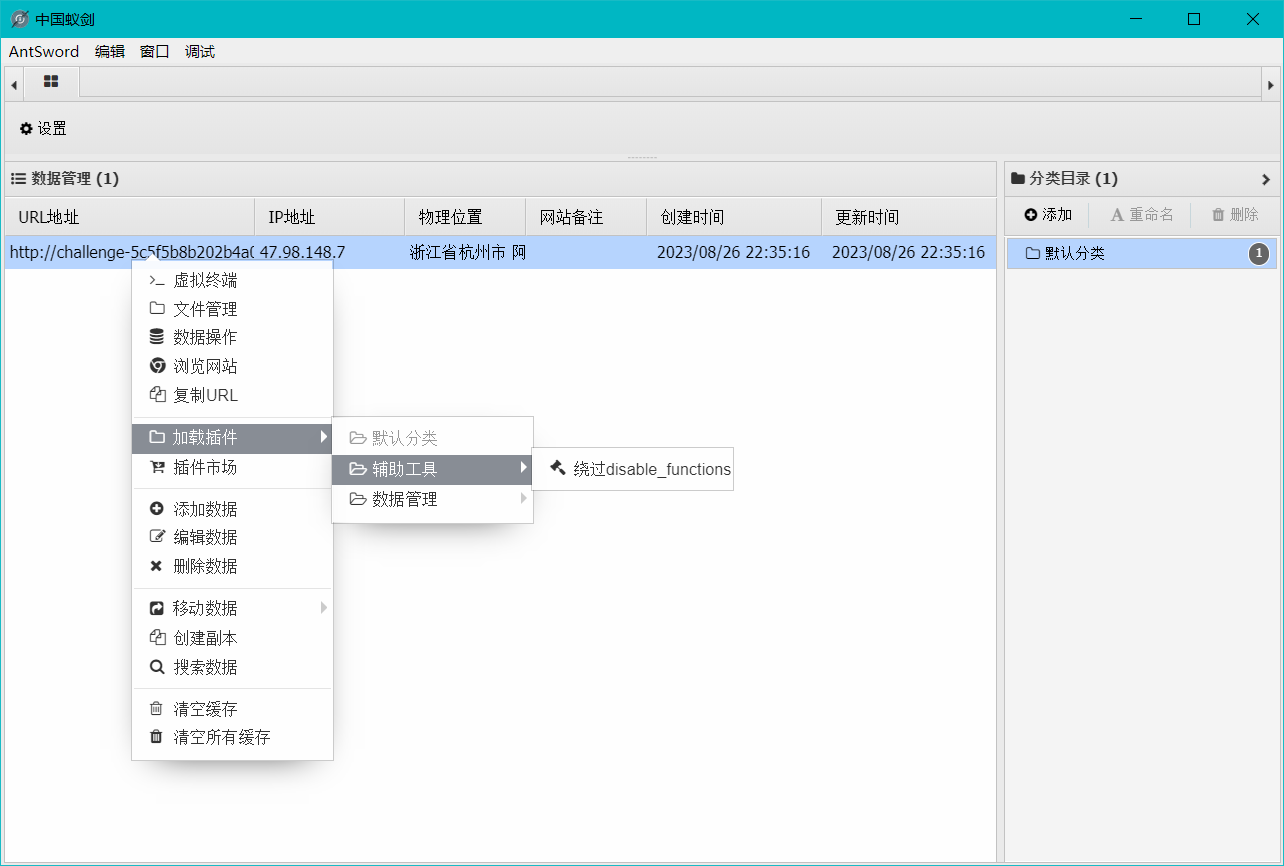 中国蚁剑
AntSword 编辑 窗口 调试
设置
数据管理 (1)
URL地址 IP地址 物理位置 网站备注 创建时间 更新时间
http://challenge-5c5f5b8b202b4a0 47.98.148.7 浙江省杭州市 阿 2023/08/26 22:35:16 2023/08/26 22:35:16
虚拟终端
文件管理
数据操作
浏览网站
复制URL
加载插件
插件市场
添加数据
编辑数据
删除数据
移动数据
创建副本
搜索数据
清空缓存
清空所有缓存
默认分类
辅助工具
数据管理
绕过disable_functions
分类目录 (1)
添加 重命名 删除
默认分类 1